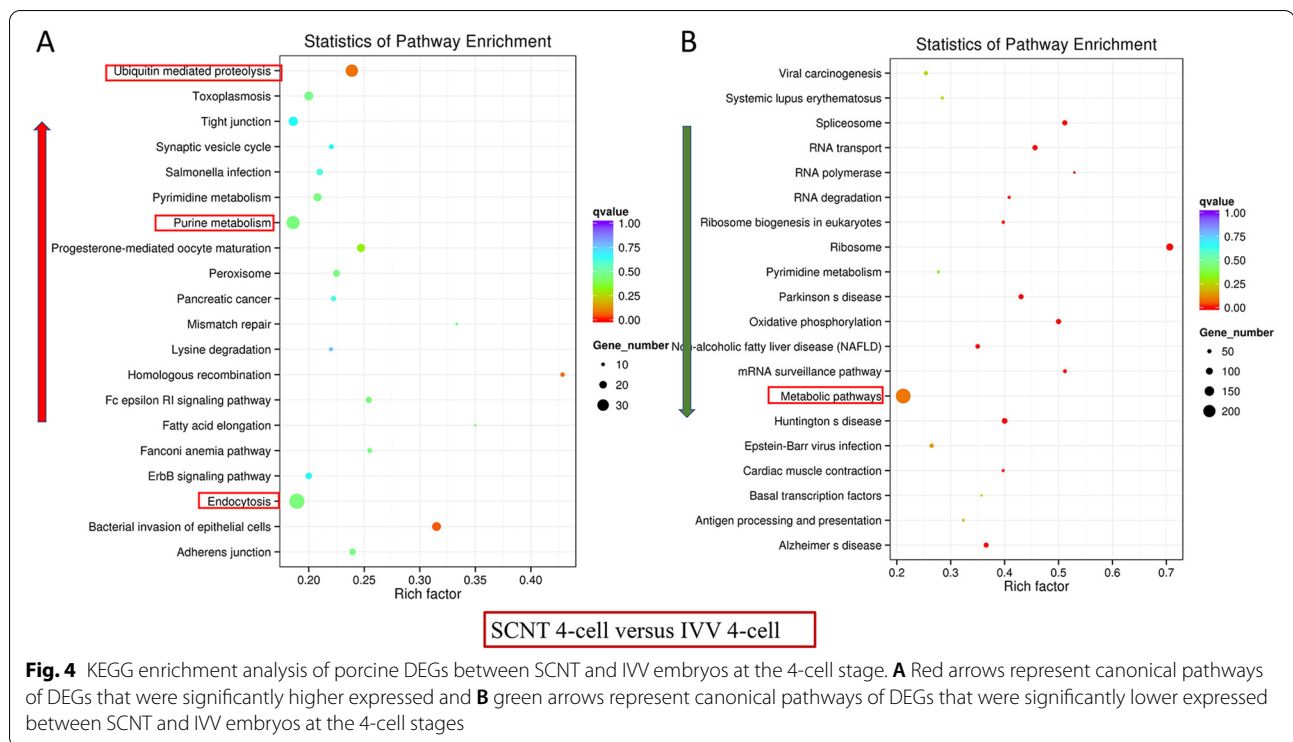 A
Statistics of Pathway Enrichment
Ubiquitin mediated proteolysis
Toxoplasmosis
Tight junction
Synaptic vesicle cycle
Salmonella infection
Pyrimidine metabolism
Purine metabolism
Progesterone-mediated oocyte maturation
Peroxisome
Pancreatic cancer
Mismatch repair
Lysine degradation
Homologous recombination
Fc epsilon RI signaling pathway
Fatty acid elongation
Fanconi anemia pathway
ErbB signaling pathway
Endocytosis
Bacterial invasion of epithelial cells
Adherens junction
0.20 0.25 0.30 0.35 0.40
Rich factor
qvalue
1.00
0.75
0.50
0.25
0.00
Gene_number
10
20
30
B
Statistics of Pathway Enrichment
Viral carcinogenesis
Systemic lupus erythematosus
Spliceosome
RNA transport
RNA polymerase
RNA degradation
Ribosome biogenesis in eukaryotes
Ribosome
Pyrimidine metabolism
Parkinson s disease
Oxidative phosphorylation
Non-alcoholic fatty liver disease (NAFLD)
mRNA surveillance pathway
Metabolic pathways
Huntington s disease
Epstein-Barr virus infection
Cardiac muscle contraction
Basal transcription factors
Antigen processing and presentation
Alzheimer s disease
0.2 0.3 0.4 0.5 0.6 0.7
Rich factor
qvalue
1.00
0.75
0.50
0.25
0.00
Gene_number
50
100
150
200
SCNT 4-cell versus IVV 4-cell
Fig. 4 KEGG enrichment analysis of porcine DEGs between SCNT and IVV embryos at the 4-cell stage. A Red arrows represent canonical pathways
of DEGs that were significantly higher expressed and B green arrows represent canonical pathways of DEGs that were significantly lower expressed
between SCNT and IVV embryos at the 4-cell stages